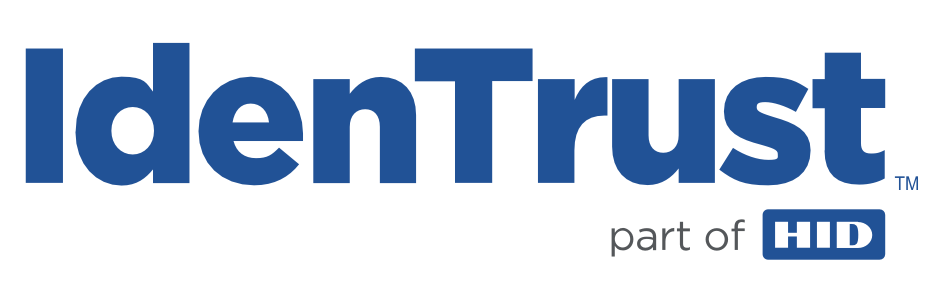 IdenTrust™
part of HID